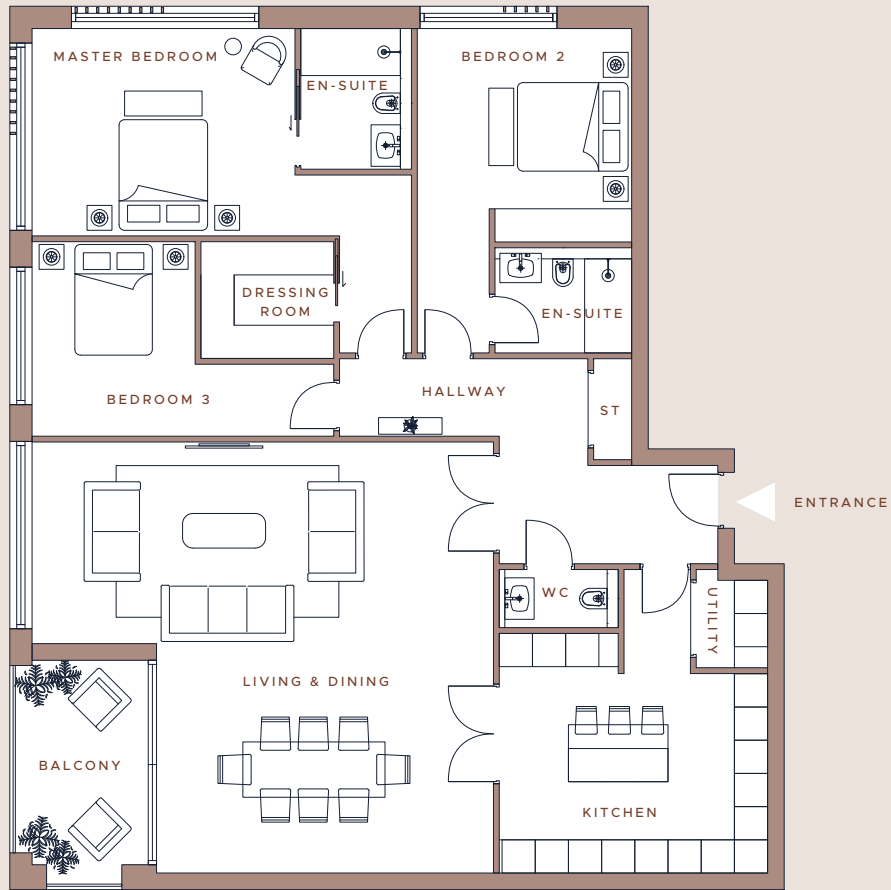 MASTER BEDROOM
EN-SUITE
BEDROOM 2
DRESSING
ROOM
EN-SUITE
BEDROOM 3
HALLWAY
ST
ENTRANCE
WC
UTILITY
LIVING & DINING
BALCONY
KITCHEN